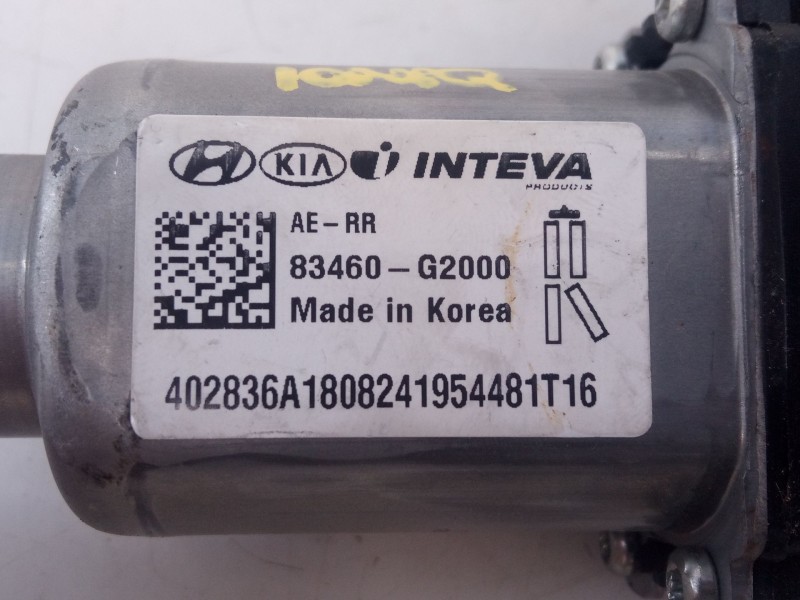 KIA INTEVA
PRODUCTS
AE-RR
83460-G2000
Made in Korea
402836A1808241954481T16